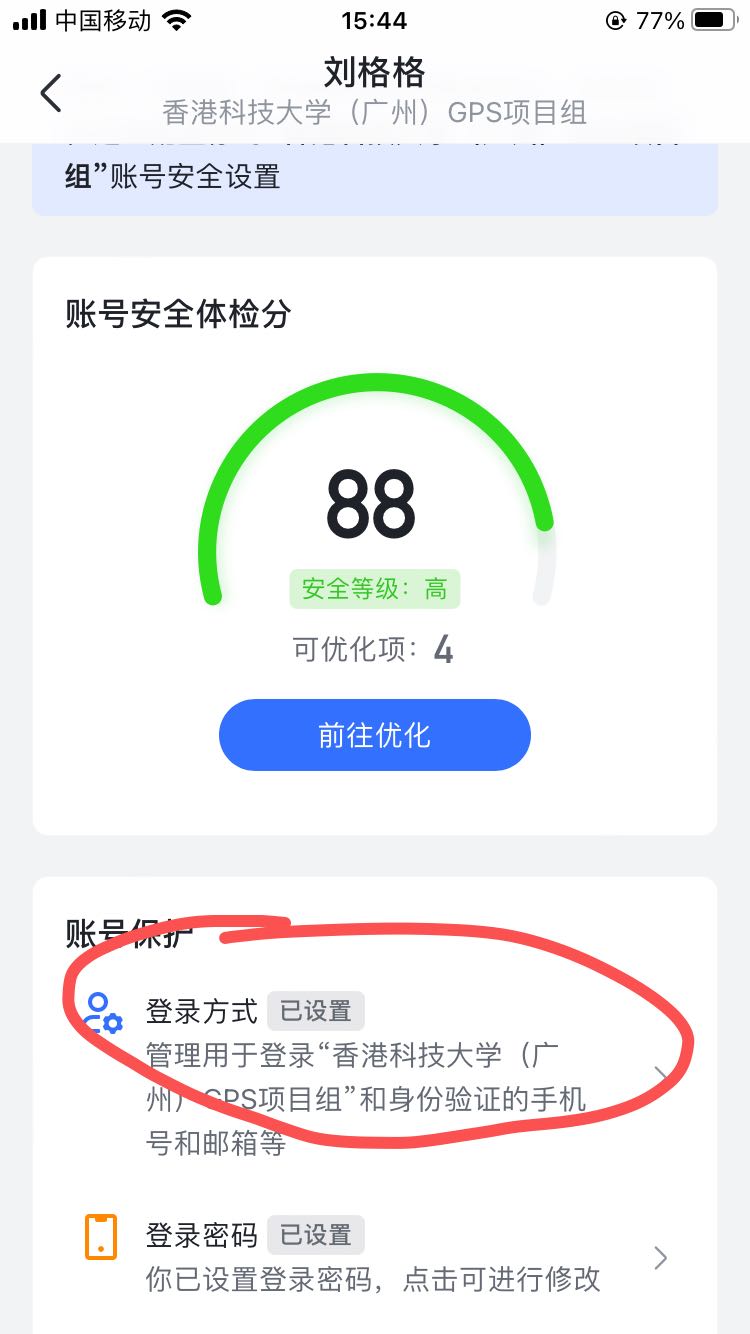 中国移动
15:44
77%
刘格格
香港科技大学（广州）GPS项目组
组”账号安全设置
账号安全体检分
88
安全等级：高
可优化项：4
前往优化
账号保护
登录方式 已设置
管理用于登录“香港科技大学（广
州）GPS项目组”和身份验证的手机
号和邮箱等
登录密码 已设置
你已设置登录密码，点击可进行修改